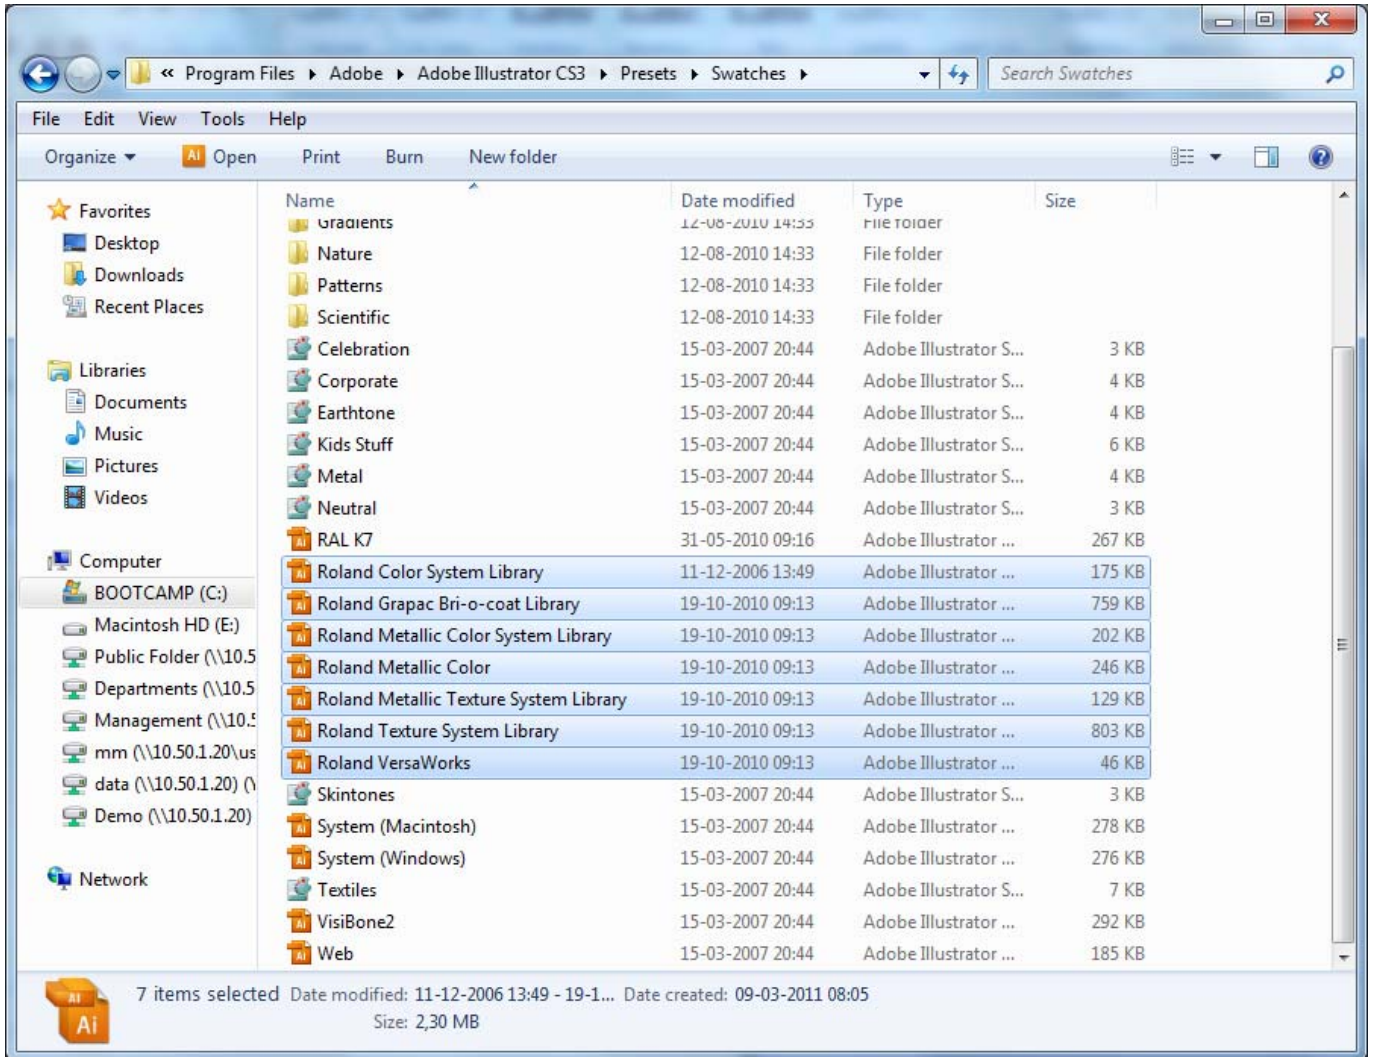 « Program Files ▸ Adobe ▸ Adobe Illustrator CS3 ▸ Presets ▸ Swatches ▸ Search Swatches
File Edit View Tools Help
Organize ▾ Ai Open Print Burn New folder
Favorites
Desktop
Downloads
Recent Places
Libraries
Documents
Music
Pictures
Videos
Computer
BOOTCAMP (C:)
Macintosh HD (E:)
Public Folder (\\10.5
Departments (\\10.5
Management (\\10.5
mm (\\10.50.1.20\us
data (\\10.50.1.20) (\
Demo (\\10.50.1.20)
Network
Name Date modified Type Size
Gradients 12-08-2010 14:33 File folder
Nature 12-08-2010 14:33 File folder
Patterns 12-08-2010 14:33 File folder
Scientific 12-08-2010 14:33 File folder
Celebration 15-03-2007 20:44 Adobe Illustrator S... 3 KB
Corporate 15-03-2007 20:44 Adobe Illustrator S... 4 KB
Earthtone 15-03-2007 20:44 Adobe Illustrator S... 4 KB
Kids Stuff 15-03-2007 20:44 Adobe Illustrator S... 6 KB
Metal 15-03-2007 20:44 Adobe Illustrator S... 4 KB
Neutral 15-03-2007 20:44 Adobe Illustrator S... 3 KB
RAL K7 31-05-2010 09:16 Adobe Illustrator ... 267 KB
Roland Color System Library 11-12-2006 13:49 Adobe Illustrator ... 175 KB
Roland Grapac Bri-o-coat Library 19-10-2010 09:13 Adobe Illustrator ... 759 KB
Roland Metallic Color System Library 19-10-2010 09:13 Adobe Illustrator ... 202 KB
Roland Metallic Color 19-10-2010 09:13 Adobe Illustrator ... 246 KB
Roland Metallic Texture System Library 19-10-2010 09:13 Adobe Illustrator ... 129 KB
Roland Texture System Library 19-10-2010 09:13 Adobe Illustrator ... 803 KB
Roland VersaWorks 19-10-2010 09:13 Adobe Illustrator ... 46 KB
Skintones 15-03-2007 20:44 Adobe Illustrator S... 3 KB
System (Macintosh) 15-03-2007 20:44 Adobe Illustrator ... 278 KB
System (Windows) 15-03-2007 20:44 Adobe Illustrator ... 276 KB
Textiles 15-03-2007 20:44 Adobe Illustrator S... 7 KB
VisiBone2 15-03-2007 20:44 Adobe Illustrator ... 292 KB
Web 15-03-2007 20:44 Adobe Illustrator ... 185 KB
7 items selected Date modified: 11-12-2006 13:49 - 19-1... Date created: 09-03-2011 08:05
Size: 2,30 MB